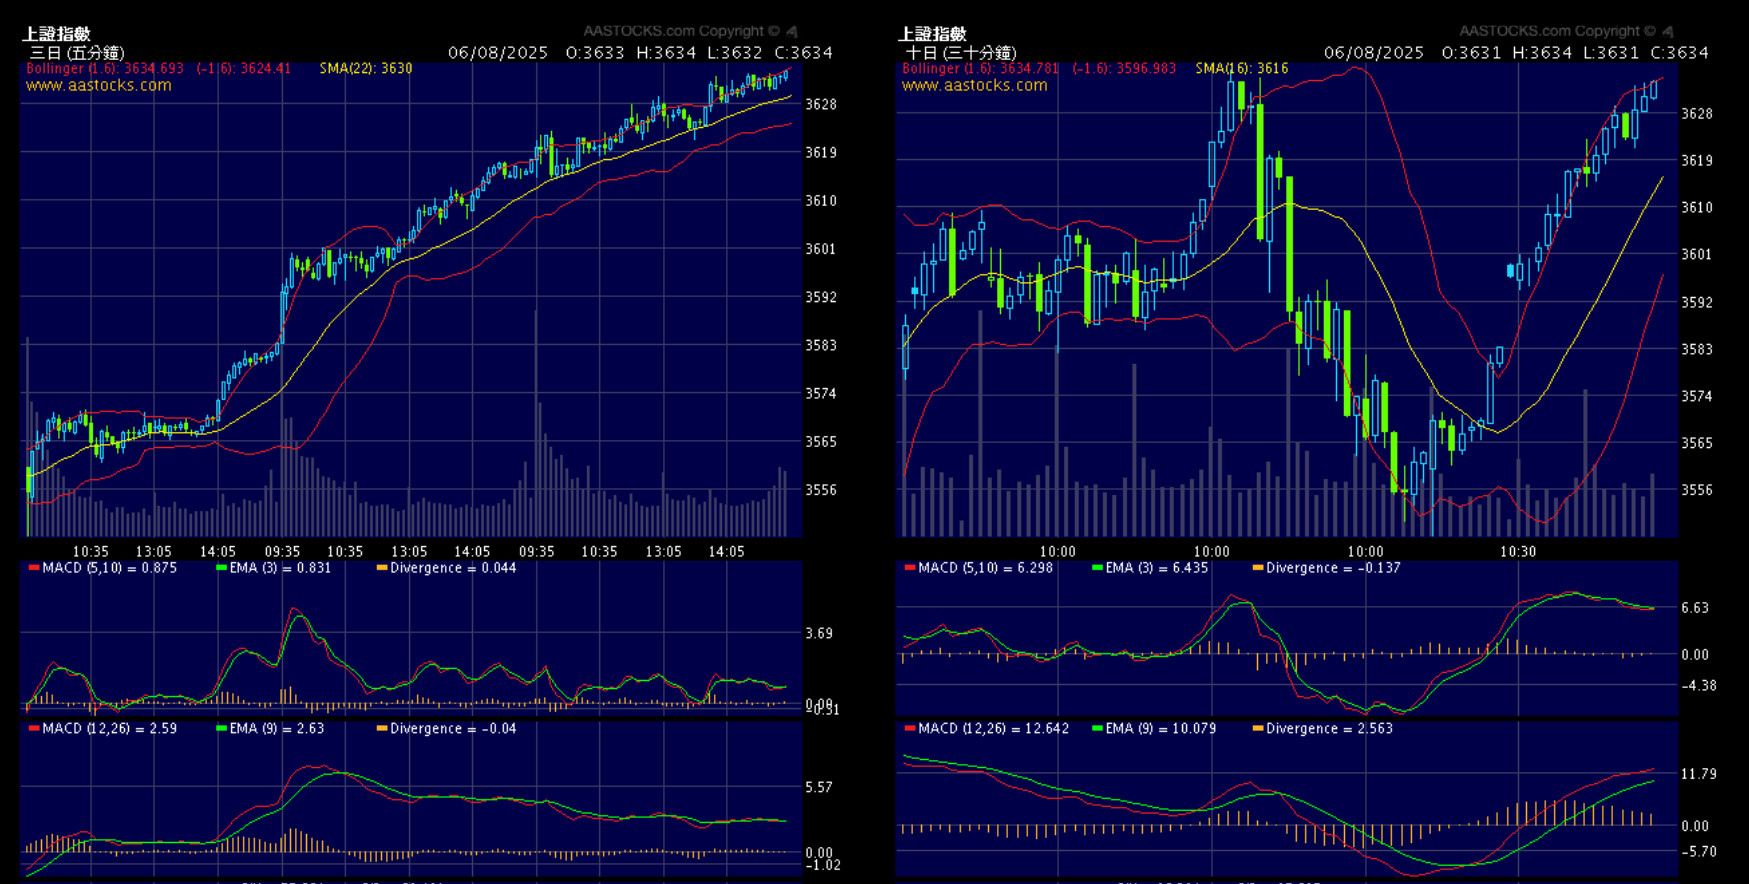 上證指數
AASTOCKS.com Copyright ©
三日 (五分鐘)
06/08/2025 O:3633 H:3634 L:3632 C:3634
Bollinger (1.6): 3634.693 (-1.6): 3624.41 SMA(22): 3630
www.aastocks.com
3628
3619
3610
3601
3592
3583
3574
3565
3556
10:35 13:05 14:05 09:35 10:35 13:05 14:05 09:35 10:35 13:05 14:05
MACD (5,10) = 0.875 EMA (3) = 0.831 Divergence = 0.044
3.69
0.00
-0.31
MACD (12,26) = 2.59 EMA (9) = 2.63 Divergence = -0.04
5.57
0.00
-1.02
上證指數
AASTOCKS.com Copyright ©
十日 (三十分鐘)
06/08/2025 O:3631 H:3634 L:3631 C:3634
Bollinger (1.6): 3634.781 (-1.6): 3596.983 SMA(16): 3616
www.aastocks.com
3628
3619
3610
3601
3592
3583
3574
3565
3556
10:00 10:00 10:00 10:30
MACD (5,10) = 6.298 EMA (3) = 6.435 Divergence = -0.137
6.63
0.00
-4.38
MACD (12,26) = 12.642 EMA (9) = 10.079 Divergence = 2.563
11.79
0.00
-5.70